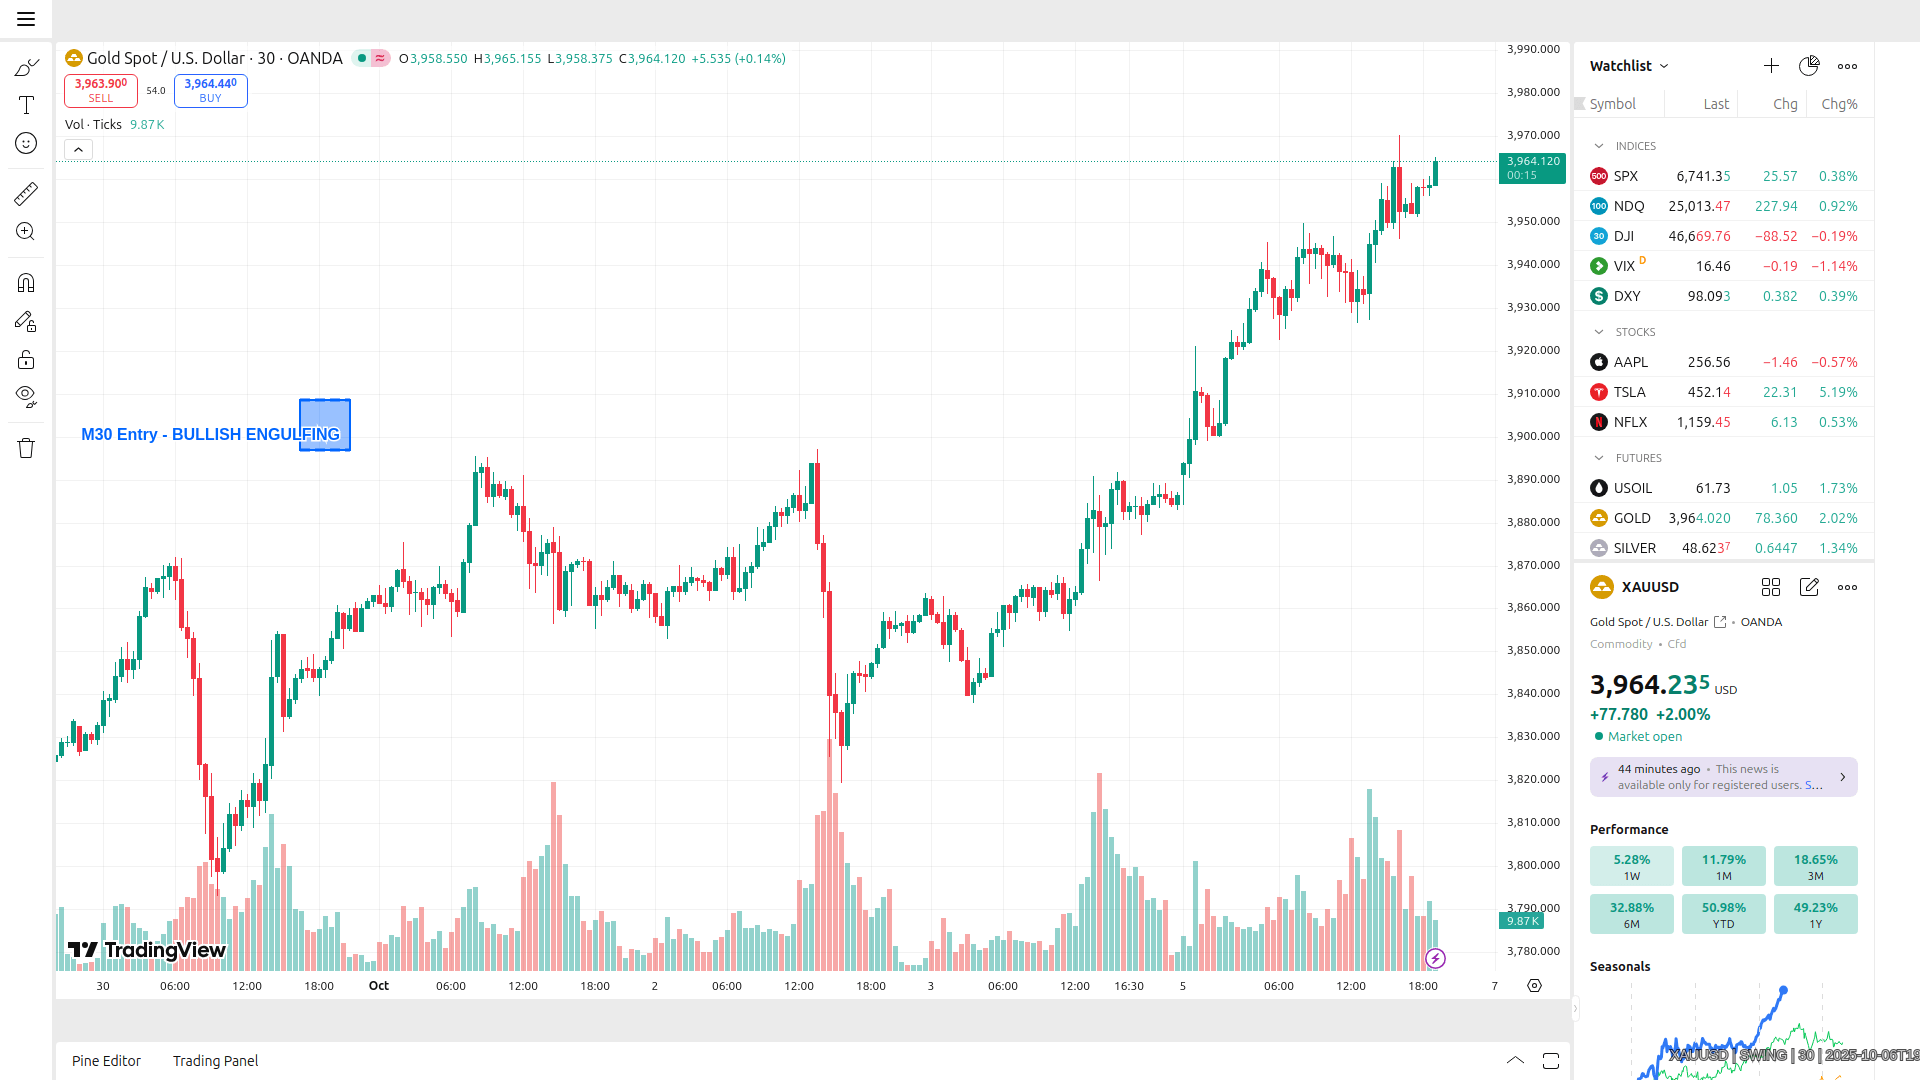 Gold Spot / U.S. Dollar · 30 · OANDA
O3,958.550 H3,965.155 L3,958.375 C3,964.120 +5.535 (+0.14%)
3,963.900 SELL
54.0
3,964.440 BUY
Vol · Ticks 9.87 K
M30 Entry - BULLISH ENGULFING
TradingView
3,990.000
3,980.000
3,970.000
3,964.120
00:15
3,950.000
3,940.000
3,930.000
3,920.000
3,910.000
3,900.000
3,890.000
3,880.000
3,870.000
3,860.000
3,850.000
3,840.000
3,830.000
3,820.000
3,810.000
3,800.000
3,790.000
9.87 K
3,780.000
30 06:00 12:00 18:00 Oct 06:00 12:00 18:00 2 06:00 12:00 18:00 3 06:00 12:00 16:30 5 06:00 12:00 18:00 7
Pine Editor Trading Panel
Watchlist
Symbol Last Chg Chg%
INDICES
500 SPX 6,741.35 25.57 0.38%
100 NDQ 25,013.47 227.94 0.92%
30 DJI 46,669.76 −88.52 −0.19%
VIX D 16.46 −0.19 −1.14%
$ DXY 98.093 0.382 0.39%
STOCKS
AAPL 256.56 −1.46 −0.57%
TSLA 452.14 22.31 5.19%
N NFLX 1,159.45 6.13 0.53%
FUTURES
USOIL 61.73 1.05 1.73%
GOLD 3,964.020 78.360 2.02%
SILVER 48.6237 0.6447 1.34%
XAUUSD
Gold Spot / U.S. Dollar • OANDA
Commodity • Cfd
3,964.235 USD
+77.780 +2.00%
Market open
44 minutes ago • This news is
available only for registered users. S...
Performance
5.28% 11.79% 18.65%
1W 1M 3M
32.88% 50.98% 49.23%
6M YTD 1Y
Seasonals
XAUUSD | SWING | 30 | 2025-10-06T19